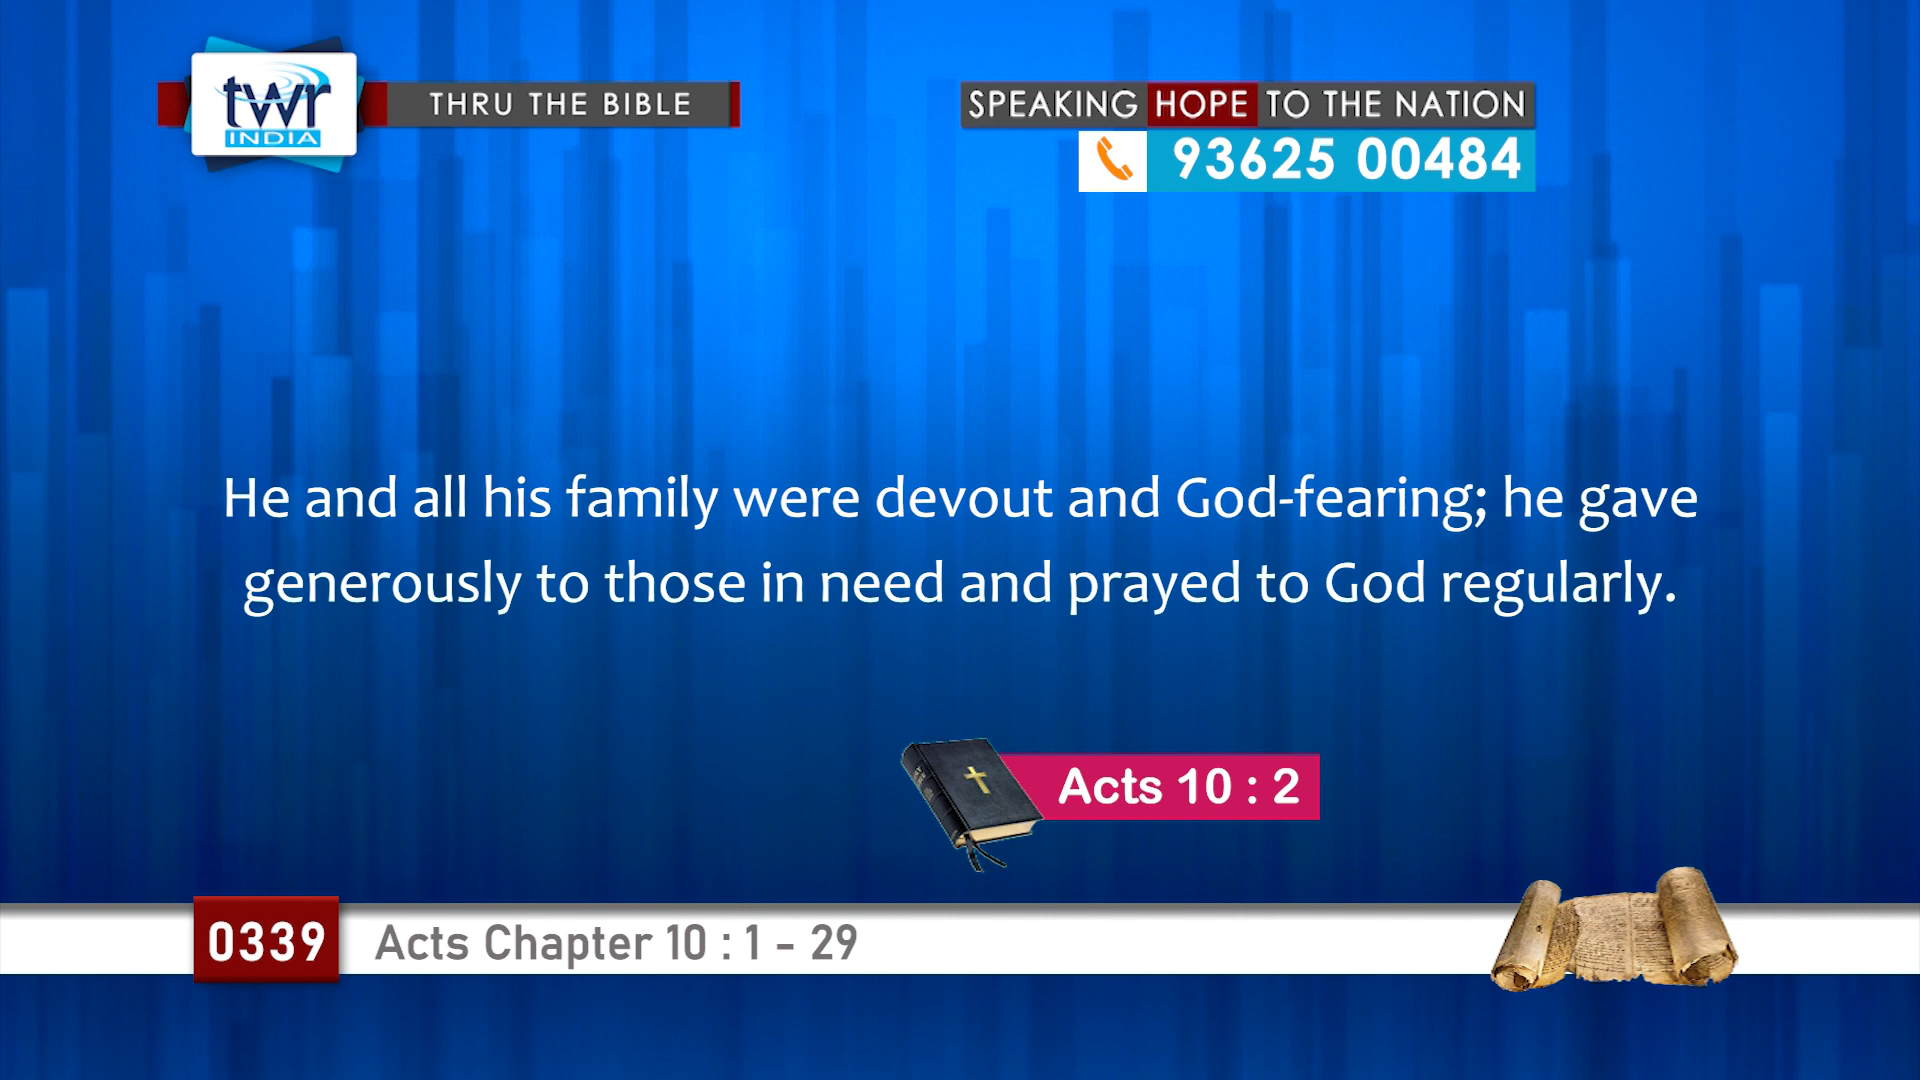 twr
INDIA
THRU THE BIBLE
SPEAKING HOPE TO THE NATION
93625 00484
He and all his family were devout and God-fearing; he gave
generously to those in need and prayed to God regularly.
Acts 10 : 2
0339
Acts Chapter 10 : 1 - 29